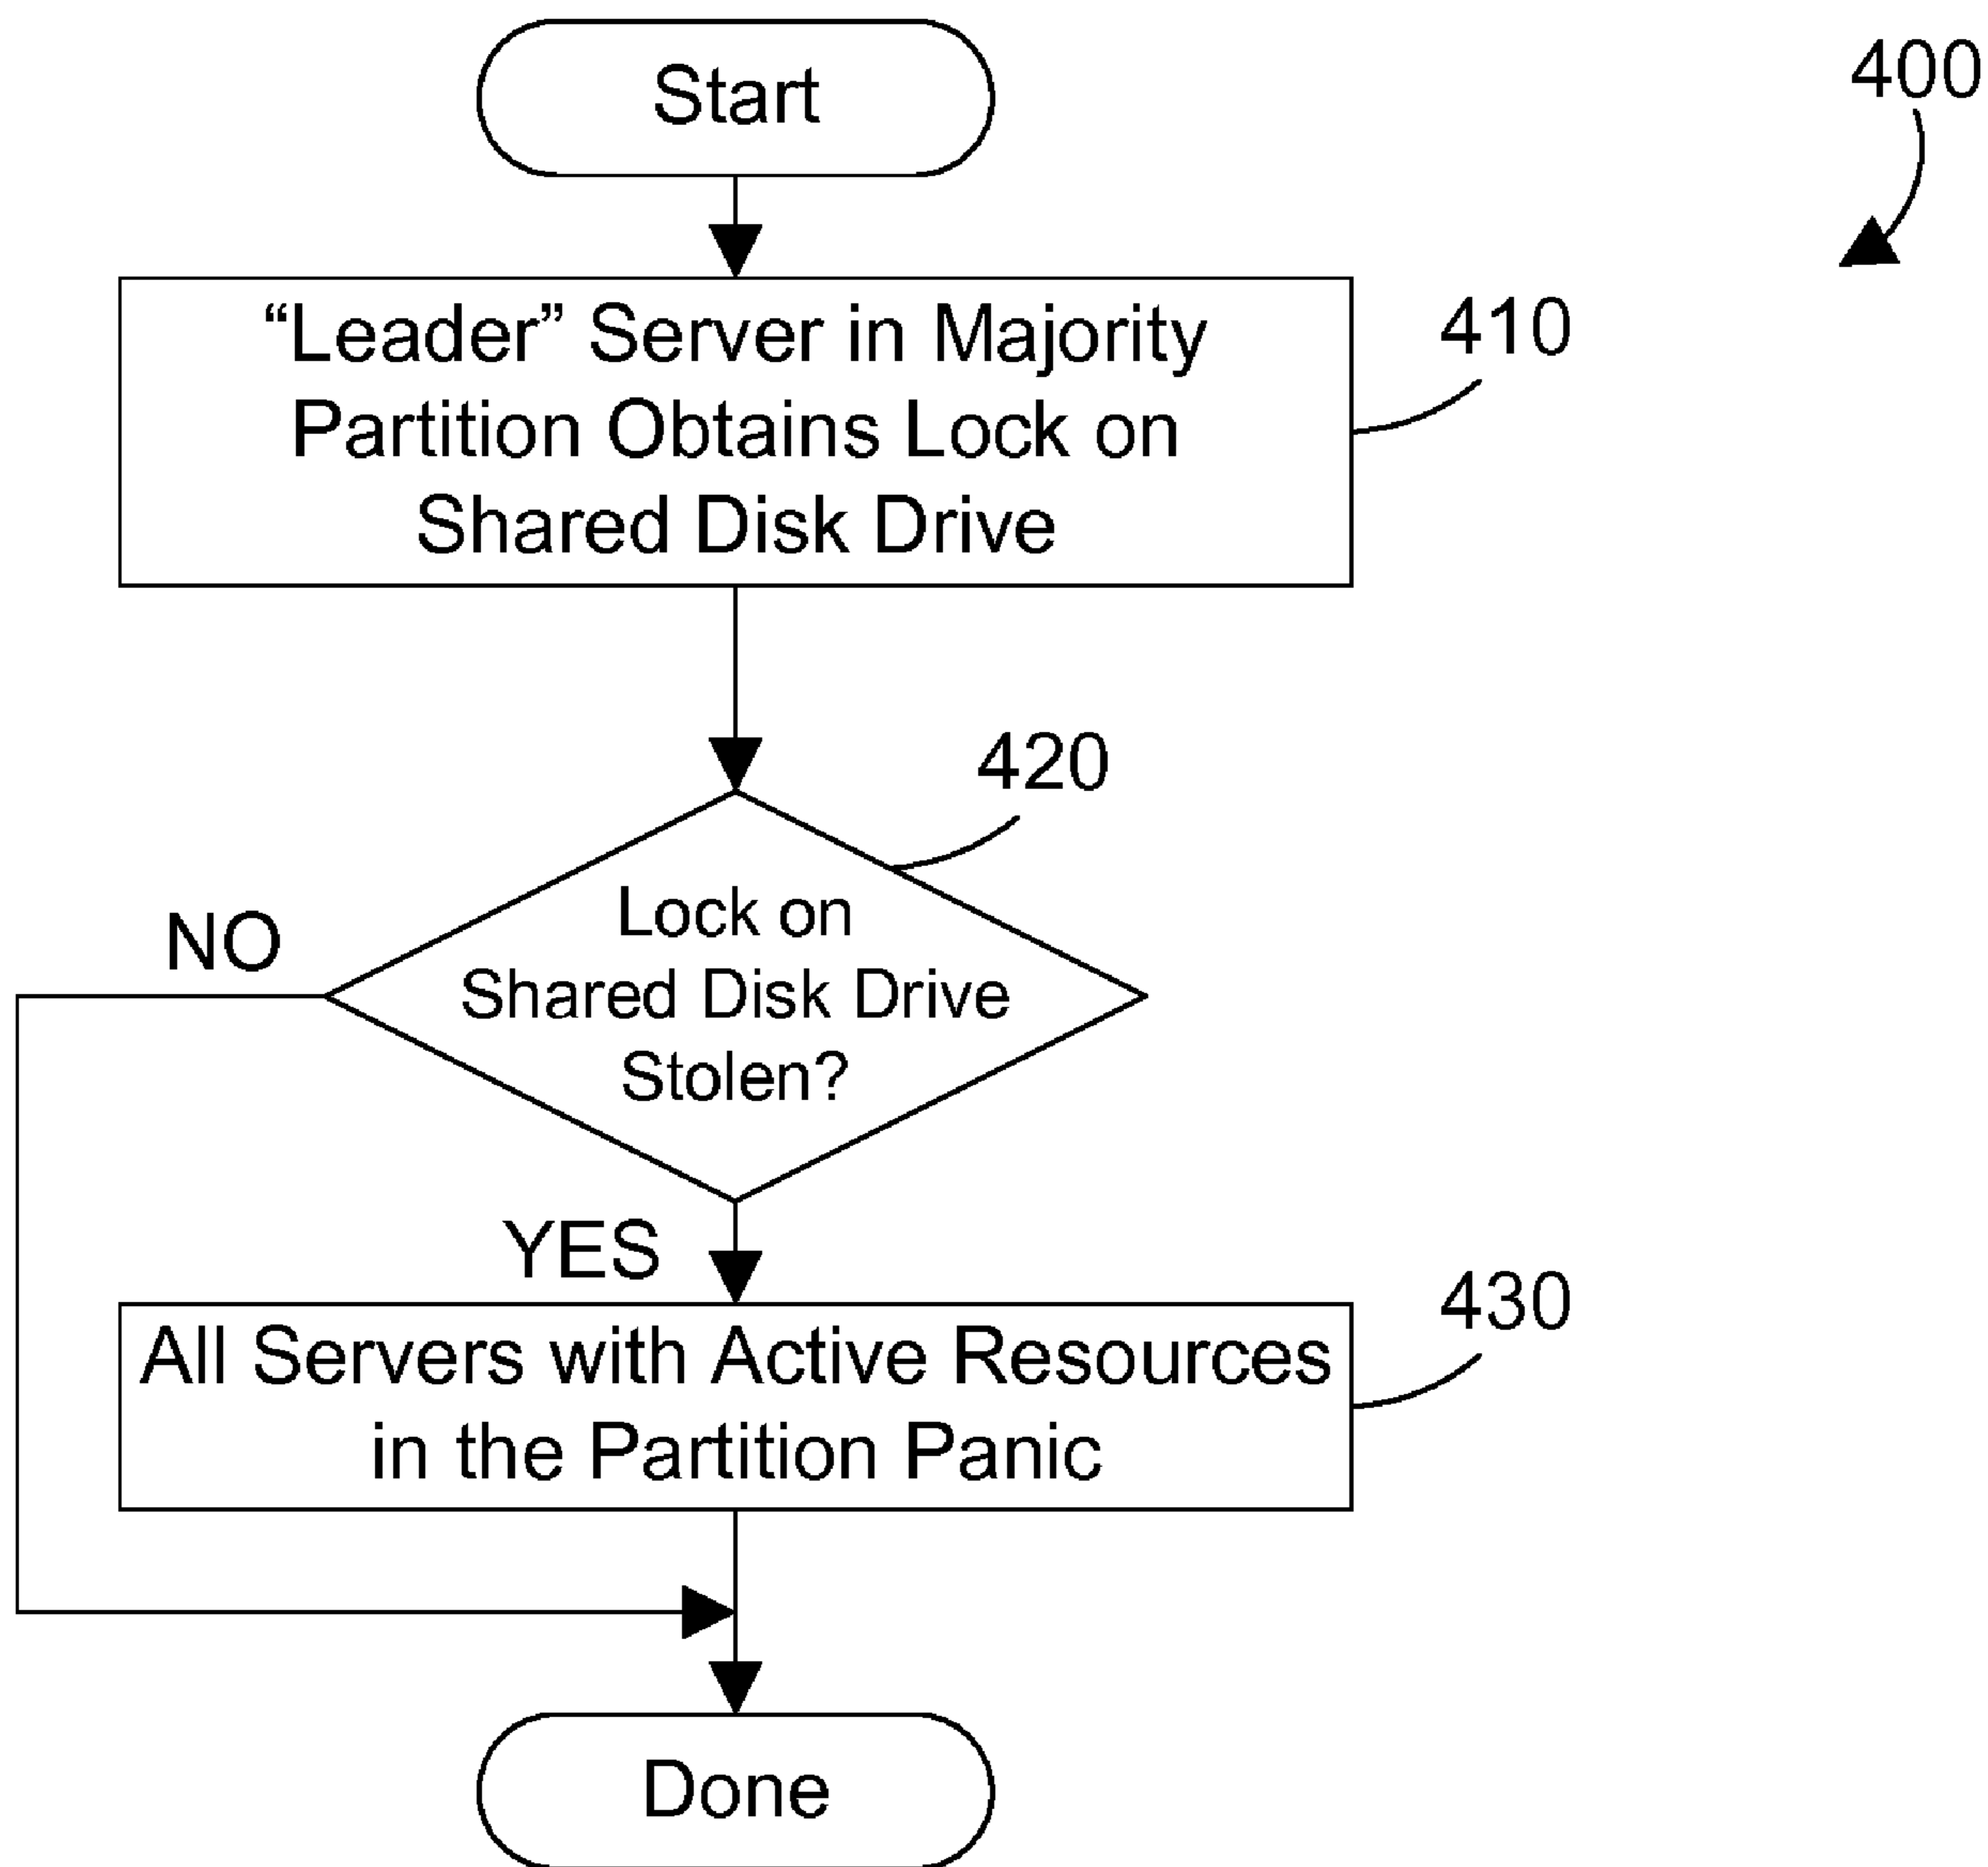 Start
400
“Leader” Server in Majority
Partition Obtains Lock on
Shared Disk Drive
410
420
Lock on
Shared Disk Drive
Stolen?
NO
YES
430
All Servers with Active Resources
in the Partition Panic
Done